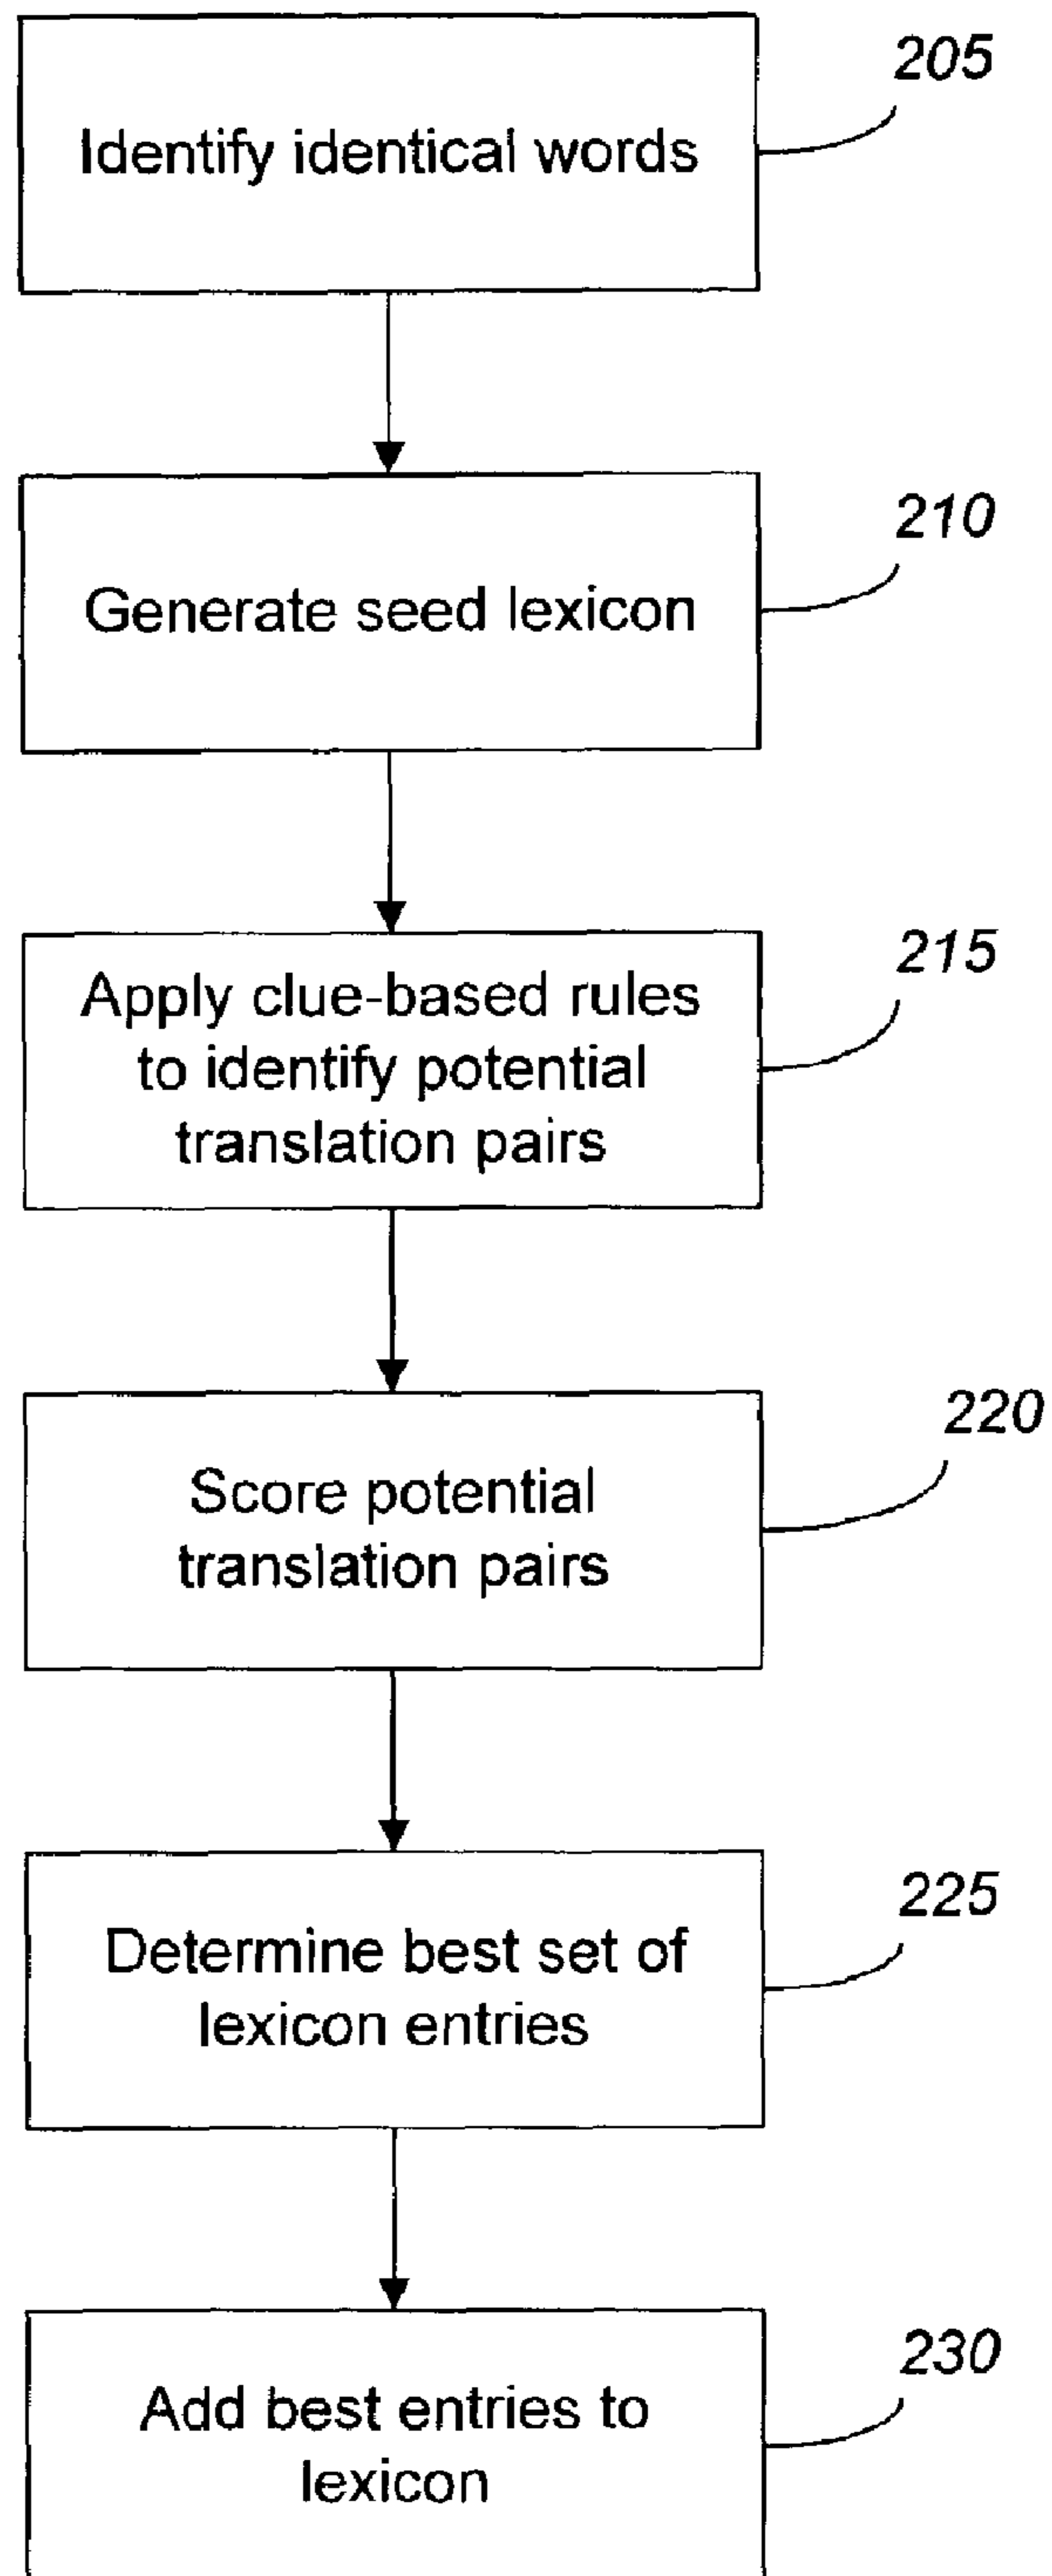 205
Identify identical words
210
Generate seed lexicon
215
Apply clue-based rules
to identify potential
translation pairs
220
Score potential
translation pairs
225
Determine best set of
lexicon entries
230
Add best entries to
lexicon